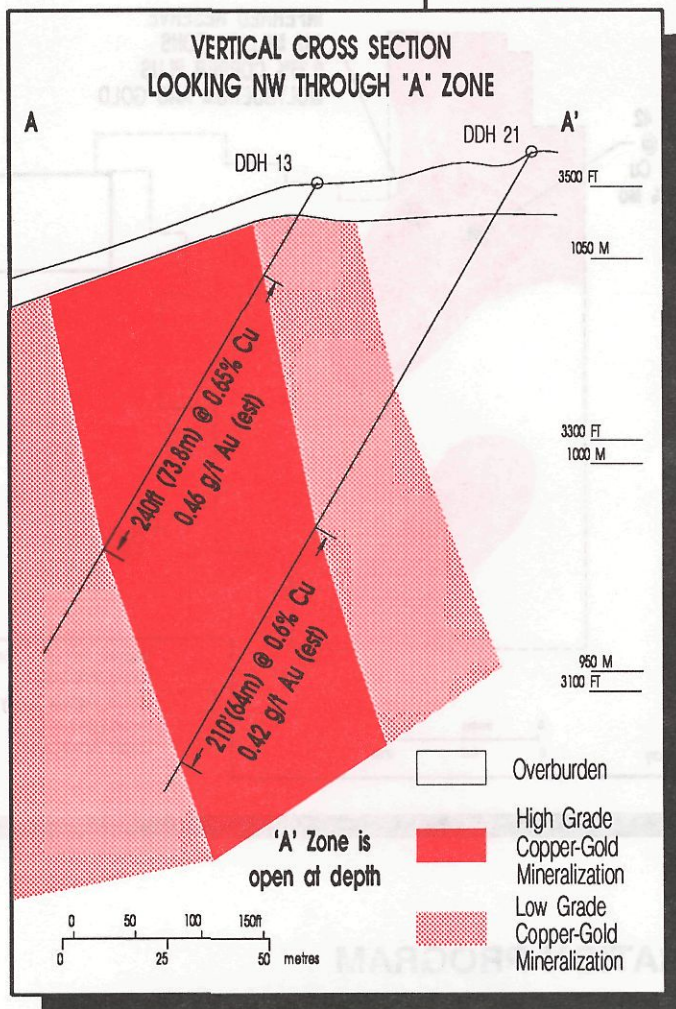 VERTICAL CROSS SECTION
LOOKING NW THROUGH "A" ZONE
A
A'
DDH 13
DDH 21
3500 FT
1050 M
3300 FT
1000 M
950 M
3100 FT
240ft (73.8m) @ 0.65% Cu
0.46 g/t Au (est)
210'(64m) @ 0.6% Cu
0.42 g/t Au (est)
'A' Zone is
open at depth
Overburden
High Grade
Copper-Gold
Mineralization
Low Grade
Copper-Gold
Mineralization
0 50 100 150ft
0 25 50 metres